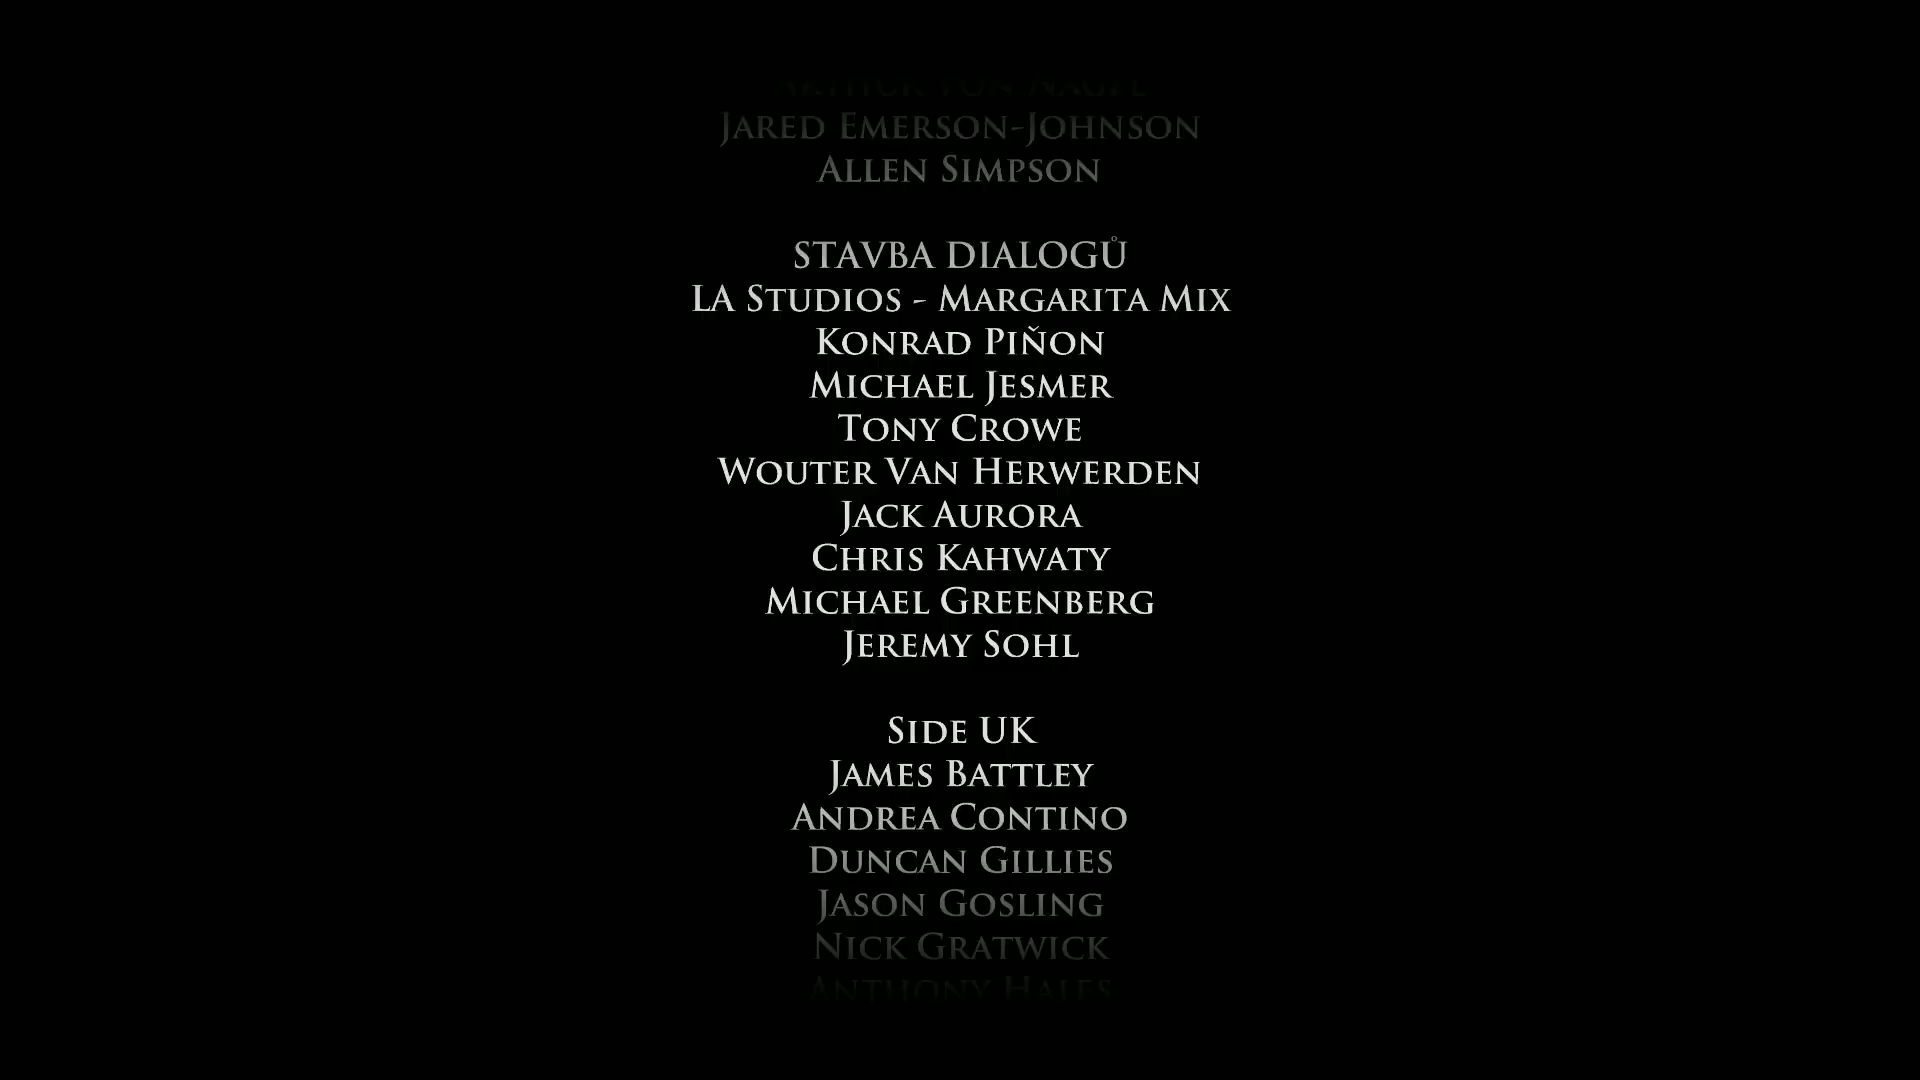 Jared Emerson-Johnson
Allen Simpson
STAVBA DIALOGŮ
LA Studios - Margarita Mix
Konrad Piňon
Michael Jesmer
Tony Crowe
Wouter Van Herwerden
Jack Aurora
Chris Kahwaty
Michael Greenberg
Jeremy Sohl
Side UK
James Battley
Andrea Contino
Duncan Gillies
Jason Gosling
Nick Gratwick
Anthony Hales